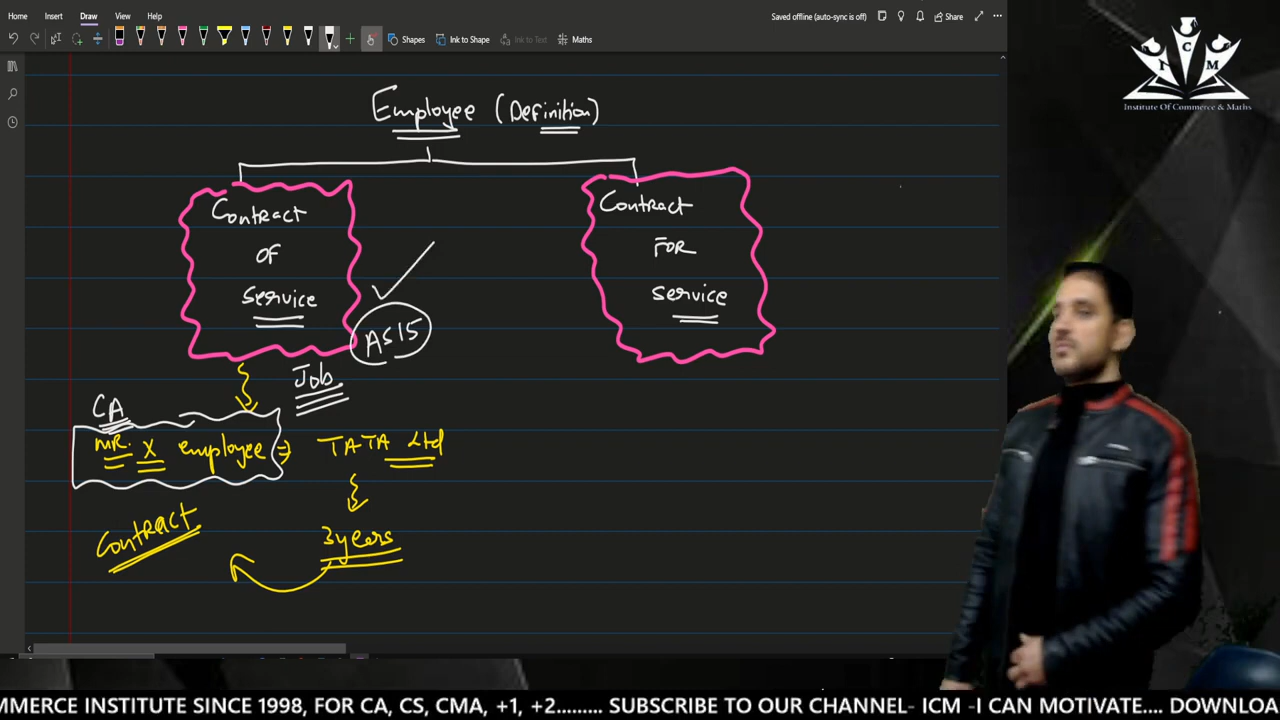 Home Insert Draw View Help
Saved offline (auto-sync is off) Share
Shapes Ink to Shape Ink to Text Maths
I C M
Institute Of Commerce & Maths
Employee (Definition)
Contract
OF
Service
Contract
FOR
Service
AS15
Job
CA
MR. X employee ⇒ TATA Ltd
3 years
Contract
MMERCE INSTITUTE SINCE 1998, FOR CA, CS, CMA, +1, +2......... SUBSCRIBE TO OUR CHANNEL- ICM -I CAN MOTIVATE.... DOWNLOA